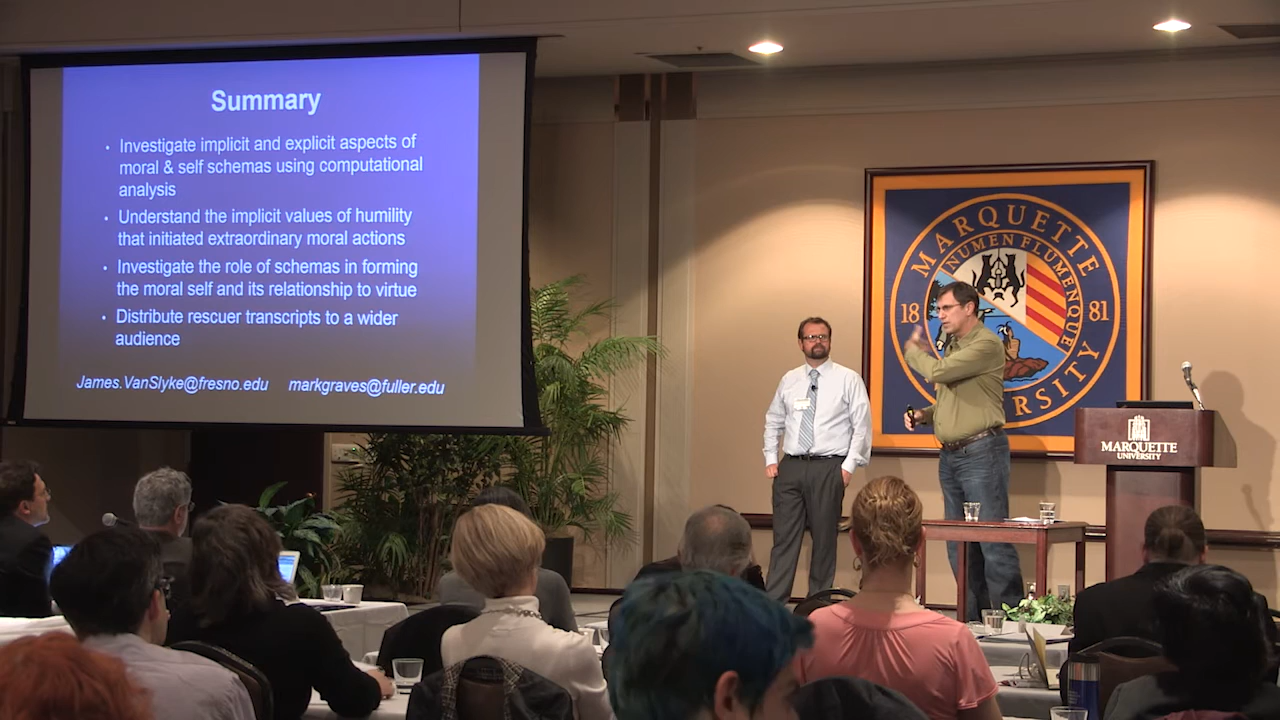 Summary
• Investigate implicit and explicit aspects of
moral & self schemas using computational
analysis
• Understand the implicit values of humility
that initiated extraordinary moral actions
• Investigate the role of schemas in forming
the moral self and its relationship to virtue
• Distribute rescuer transcripts to a wider
audience
James.VanSlyke@fresno.edu markgraves@fuller.edu
MARQUETTE
NUMEN FLUMENQUE
18 81
ERSITY
MARQUETTE
UNIVERSITY